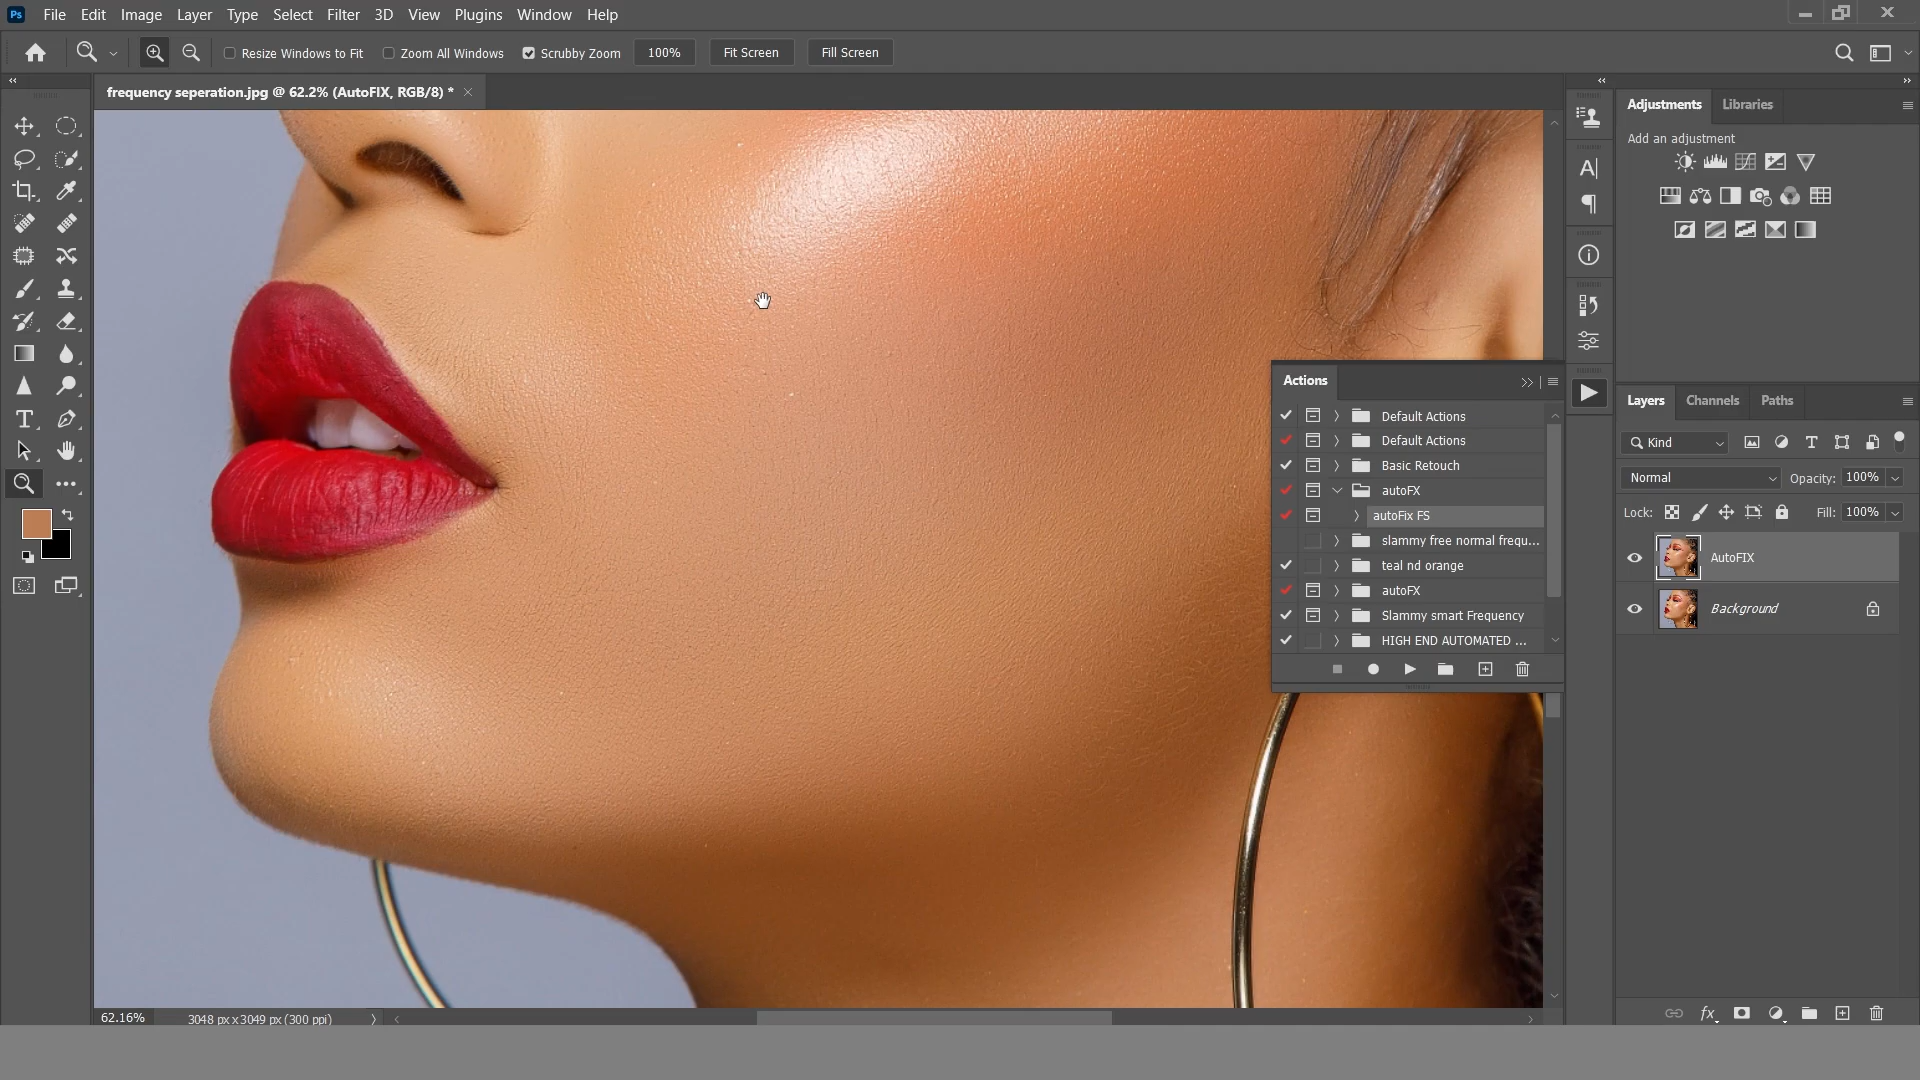 Ps File Edit Image Layer Type Select Filter 3D View Plugins Window Help
Resize Windows to Fit Zoom All Windows Scrubby Zoom 100% Fit Screen Fill Screen
frequency seperation.jpg @ 62.2% (AutoFIX, RGB/8) *
Adjustments Libraries
Add an adjustment
Actions
Default Actions
Default Actions
Basic Retouch
autoFX
autoFix FS
slammy free normal frequ...
teal nd orange
autoFX
Slammy smart Frequency
HIGH END AUTOMATED ...
Layers Channels Paths
Kind
Normal Opacity: 100%
Lock: Fill: 100%
AutoFIX
Background
fx
62.16% 3048 px x 3049 px (300 ppi)